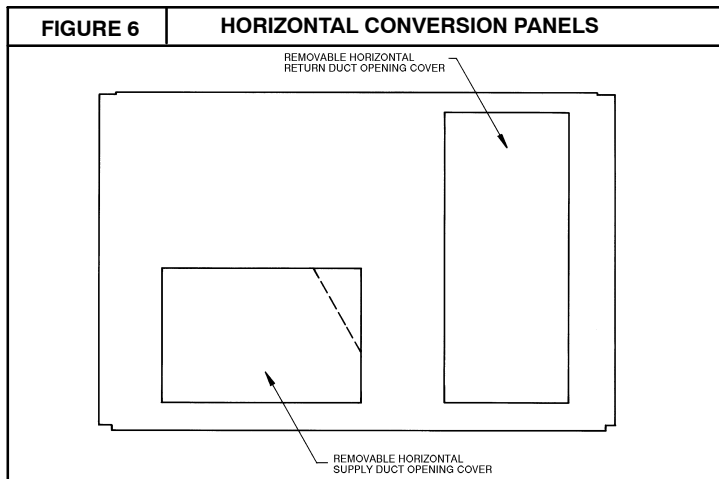 FIGURE 6
HORIZONTAL CONVERSION PANELS
REMOVABLE HORIZONTAL
RETURN DUCT OPENING COVER
REMOVABLE HORIZONTAL
SUPPLY DUCT OPENING COVER